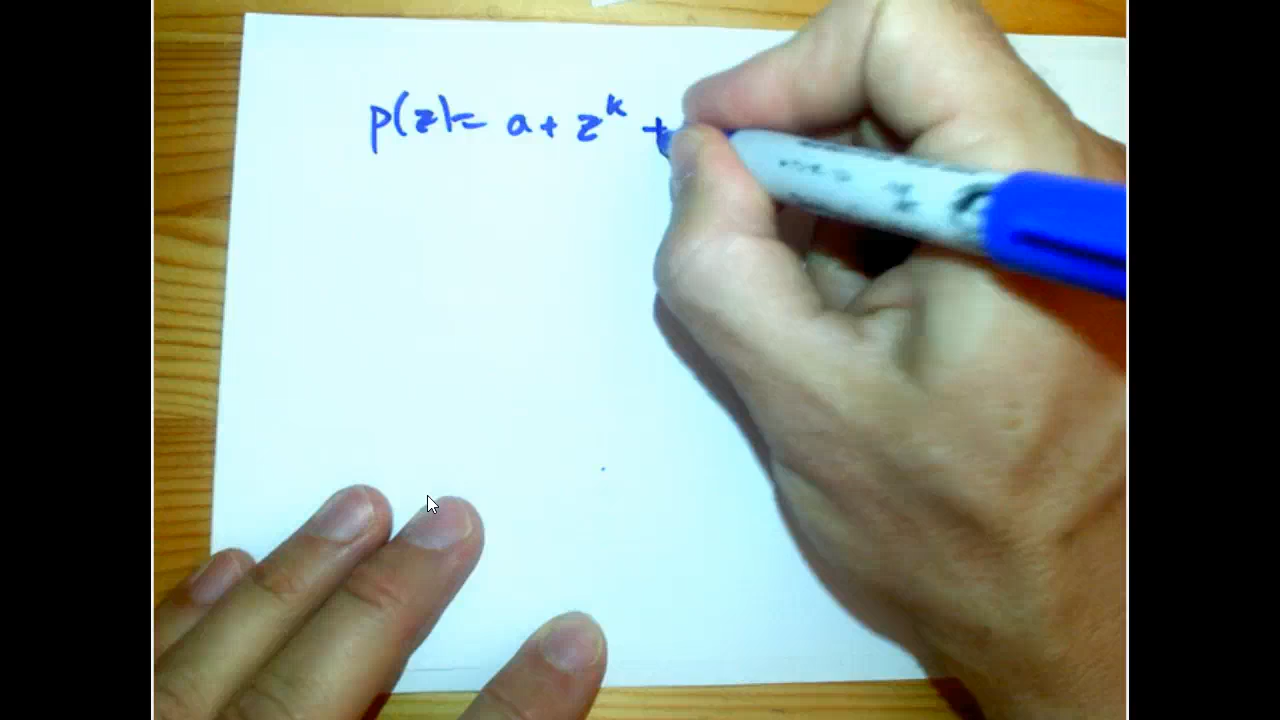 p(z)= a + z^k +